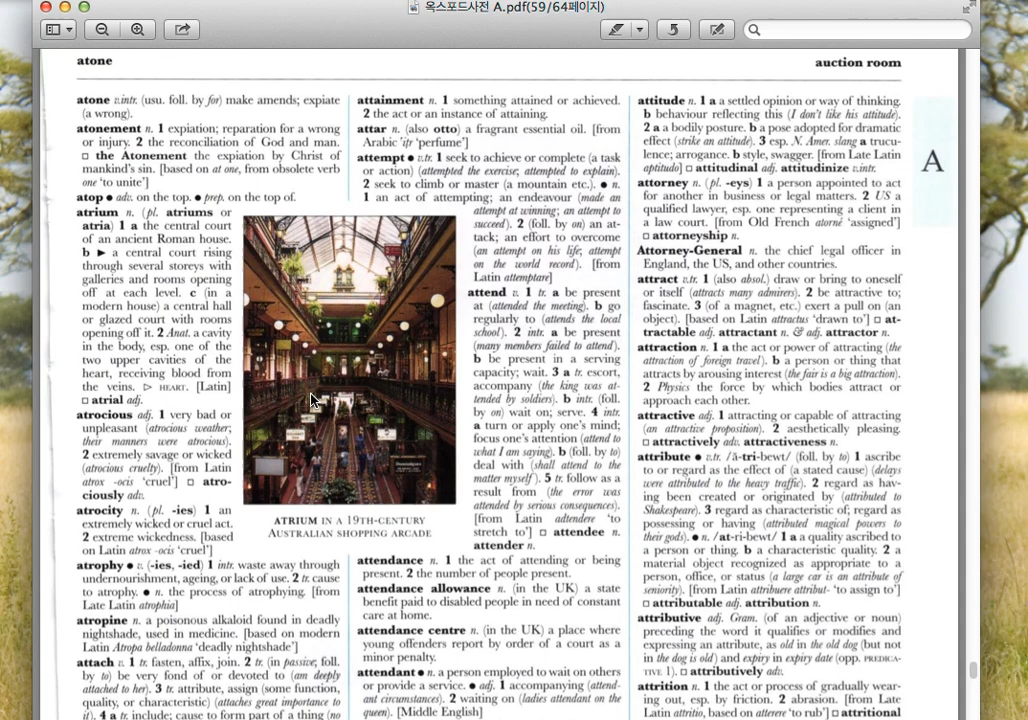 옥스포드사전 A.pdf(59/64페이지)
atone
auction room
atone v.intr. (usu. foll. by for) make amends; expiate
(a wrong).
atonement n. 1 expiation; reparation for a wrong
or injury. 2 the reconciliation of God and man.
□ the Atonement the expiation by Christ of
mankind's sin. [based on at one, from obsolete verb
one 'to unite']
atop ● adv. on the top. ● prep. on the top of.
atrium n. (pl. atriums or
atria) 1 a the central court
of an ancient Roman house.
b ▶ a central court rising
through several storeys with
galleries and rooms opening
off at each level. c (in a
modern house) a central hall
or glazed court with rooms
opening off it. 2 Anat. a cavity
in the body, esp. one of the
two upper cavities of the
heart, receiving blood from
the veins. ▷ HEART. [Latin]
□ atrial adj.
atrocious adj. 1 very bad or
unpleasant (atrocious weather;
their manners were atrocious).
2 extremely savage or wicked
(atrocious cruelty). [from Latin
atrox -ocis 'cruel'] □ atro-
ciously adv.
atrocity n. (pl. -ies) 1 an
extremely wicked or cruel act.
2 extreme wickedness. [based
on Latin atrox -ocis 'cruel']
atrophy ● v. (-ies, -ied) 1 intr. waste away through
undernourishment, ageing, or lack of use. 2 tr. cause
to atrophy. ● n. the process of atrophying. [from
Late Latin atrophia]
atropine n. a poisonous alkaloid found in deadly
nightshade, used in medicine. [based on modern
Latin Atropa belladonna 'deadly nightshade']
attach v. 1 tr. fasten, affix, join. 2 tr. (in passive; foll.
by to) be very fond of or devoted to (am deeply
attached to her). 3 tr. attribute, assign (some function,
quality, or characteristic) (attaches great importance to
it). 4 a tr. include; cause to form part of a thing (no
ATRIUM IN A 19TH-CENTURY
AUSTRALIAN SHOPPING ARCADE
attainment n. 1 something attained or achieved.
2 the act or an instance of attaining.
attar n. (also otto) a fragrant essential oil. [from
Arabic 'iṭr 'perfume']
attempt ● v.tr. 1 seek to achieve or complete (a task
or action) (attempted the exercise; attempted to explain).
2 seek to climb or master (a mountain etc.). ● n.
1 an act of attempting; an endeavour (made an
attempt at winning; an attempt to
succeed). 2 (foll. by on) an at-
tack; an effort to overcome
(an attempt on his life; attempt
on the world record). [from
Latin attemptare]
attend v. 1 tr. a be present
at (attended the meeting). b go
regularly to (attends the local
school). 2 intr. a be present
(many members failed to attend).
b be present in a serving
capacity; wait. 3 a tr. escort,
accompany (the king was at-
tended by soldiers). b intr. (foll.
by on) wait on; serve. 4 intr.
a turn or apply one's mind;
focus one's attention (attend to
what I am saying). b (foll. by to)
deal with (shall attend to the
matter myself). 5 tr. follow as a
result from (the error was
attended by serious consequences).
[from Latin adtendere 'to
stretch to'] □ attendee n.
attender n.
attendance n. 1 the act of attending or being
present. 2 the number of people present.
attendance allowance n. (in the UK) a state
benefit paid to disabled people in need of constant
care at home.
attendance centre n. (in the UK) a place where
young offenders report by order of a court as a
minor penalty.
attendant n. a person employed to wait on others
or provide a service. ● adj. 1 accompanying (attend-
ant circumstances). 2 waiting on (ladies attendant on the
queen). [Middle English]
attitude n. 1 a a settled opinion or way of thinking.
b behaviour reflecting this (I don't like his attitude).
2 a a bodily posture. b a pose adopted for dramatic
effect (strike an attitude). 3 esp. N. Amer. slang a trucu-
lence; arrogance. b style, swagger. [from Late Latin
aptitudo] □ attitudinal adj. attitudinize v.intr.
attorney n. (pl. -eys) 1 a person appointed to act
for another in business or legal matters. 2 US a
qualified lawyer, esp. one representing a client in
a law court. [from Old French atorné 'assigned']
□ attorneyship n.
Attorney-General n. the chief legal officer in
England, the US, and other countries.
attract v.tr. 1 (also absol.) draw or bring to oneself
or itself (attracts many admirers). 2 be attractive to;
fascinate. 3 (of a magnet, etc.) exert a pull on (an
object). [based on Latin attractus 'drawn to'] □ at-
tractable adj. attractant n. & adj. attractor n.
attraction n. 1 a the act or power of attracting (the
attraction of foreign travel). b a person or thing that
attracts by arousing interest (the fair is a big attraction).
2 Physics the force by which bodies attract or
approach each other.
attractive adj. 1 attracting or capable of attracting
(an attractive proposition). 2 aesthetically pleasing.
□ attractively adv. attractiveness n.
attribute ● v.tr. /ă-tri-bewt/ (foll. by to) 1 ascribe
to or regard as the effect of (a stated cause) (delays
were attributed to the heavy traffic). 2 regard as hav-
ing been created or originated by (attributed to
Shakespeare). 3 regard as characteristic of; regard as
possessing or having (attributed magical powers to
their gods). ● n. /at-ri-bewt/ 1 a a quality ascribed to
a person or thing. b a characteristic quality. 2 a
material object recognized as appropriate to a
person, office, or status (a large car is an attribute of
seniority). [from Latin attribuere attribut- 'to assign to']
□ attributable adj. attribution n.
attributive adj. Gram. (of an adjective or noun)
preceding the word it qualifies or modifies and
expressing an attribute, as old in the old dog (but not
in the dog is old) and expiry in expiry date (opp. PREDICA-
TIVE 1). □ attributively adv.
attrition n. 1 the act or process of gradually wear-
ing out, esp. by friction. 2 abrasion. [from Late
Latin attritio, based on atterere 'to rub'] □ attritional
A